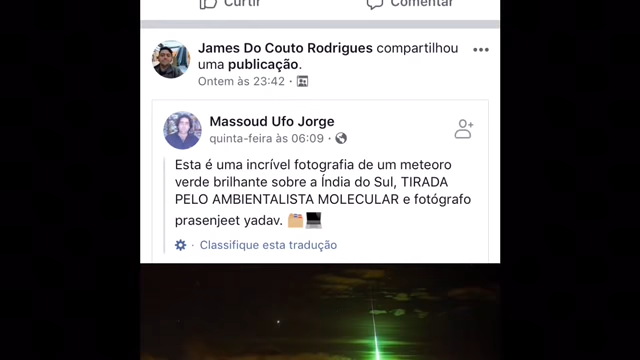 Curtir
Comentar
James Do Couto Rodrigues compartilhou
uma publicação.
Ontem às 23:42 ·
Massoud Ufo Jorge
quinta-feira às 06:09 ·
Esta é uma incrível fotografia de um meteoro
verde brilhante sobre a Índia do Sul, TIRADA
PELO AMBIENTALISTA MOLECULAR e fotógrafo
prasenjeet yadav.
· Classifique esta tradução